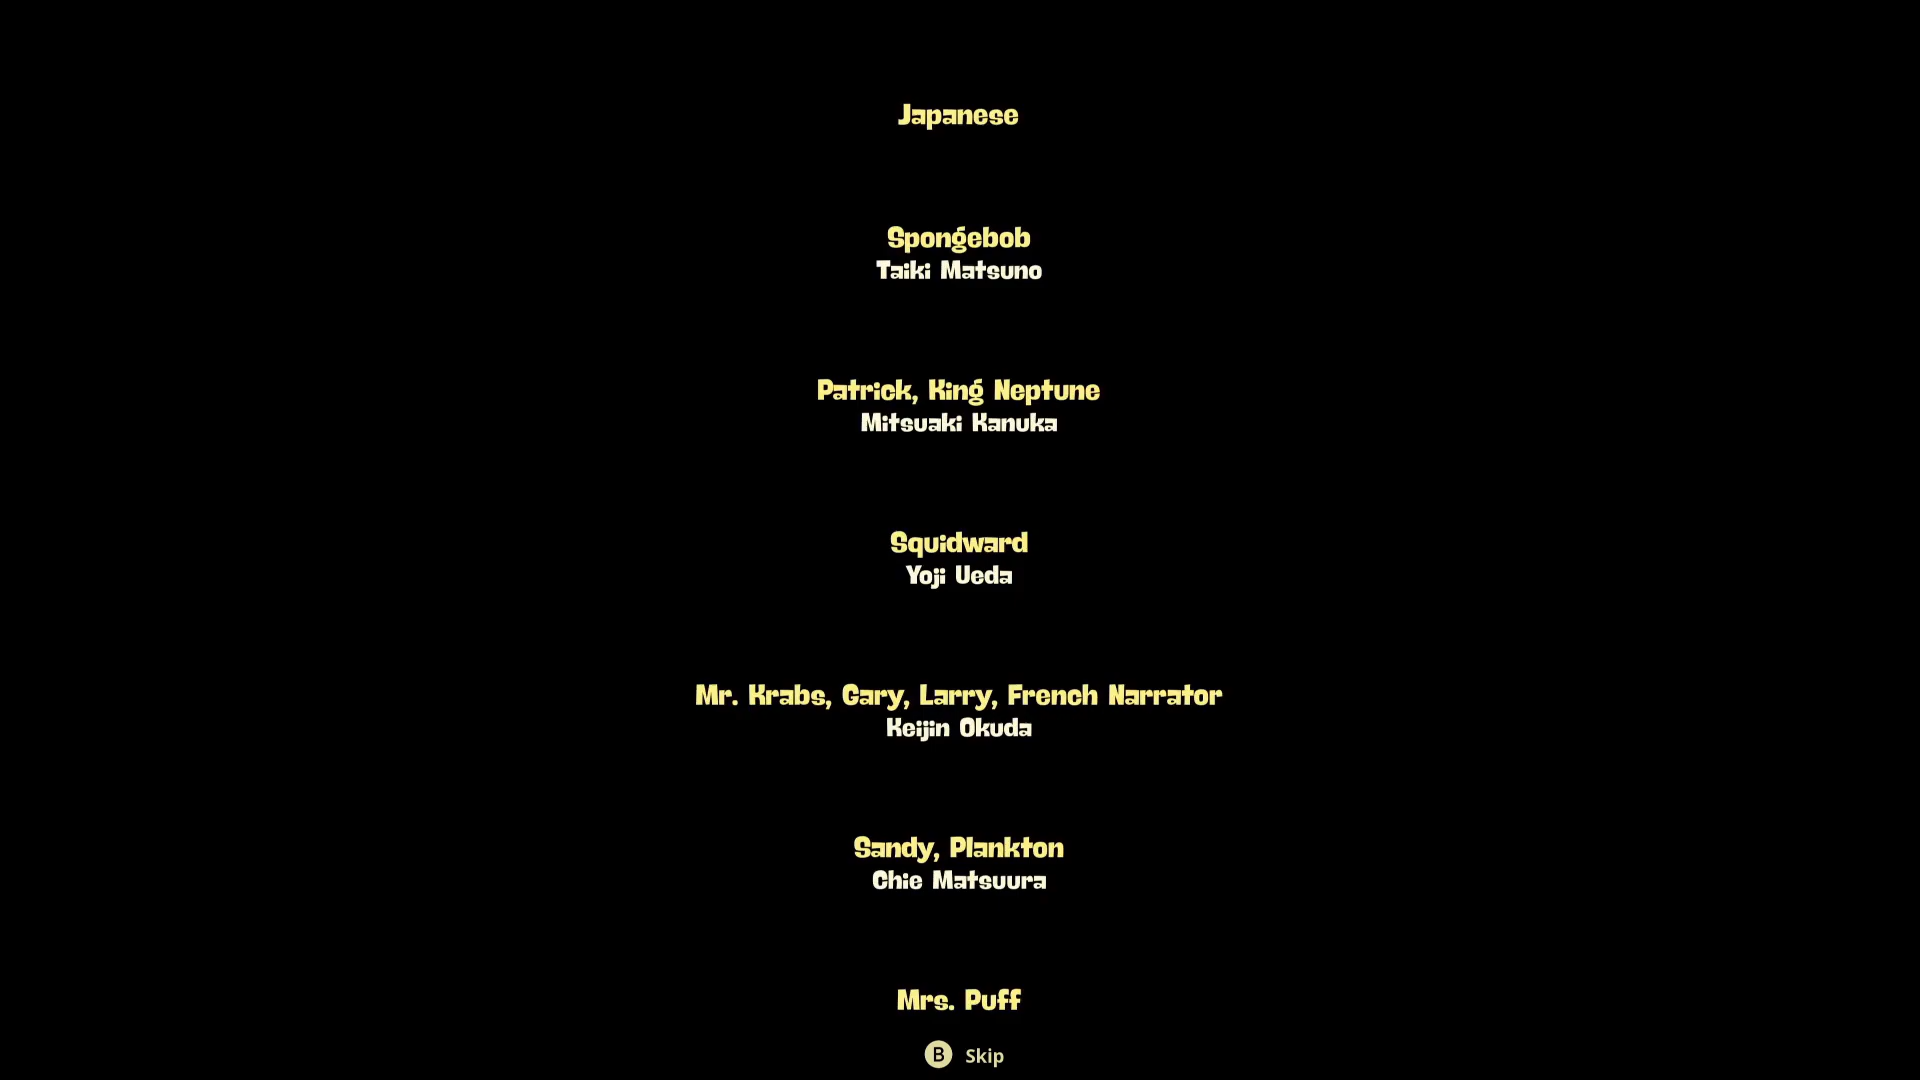 Japanese
Spongebob
Taiki Matsuno
Patrick, King Neptune
Mitsuaki Kanuka
Squidward
Yoji Ueda
Mr. Krabs, Gary, Larry, French Narrator
Keijin Okuda
Sandy, Plankton
Chie Matsuura
Mrs. Puff
B Skip